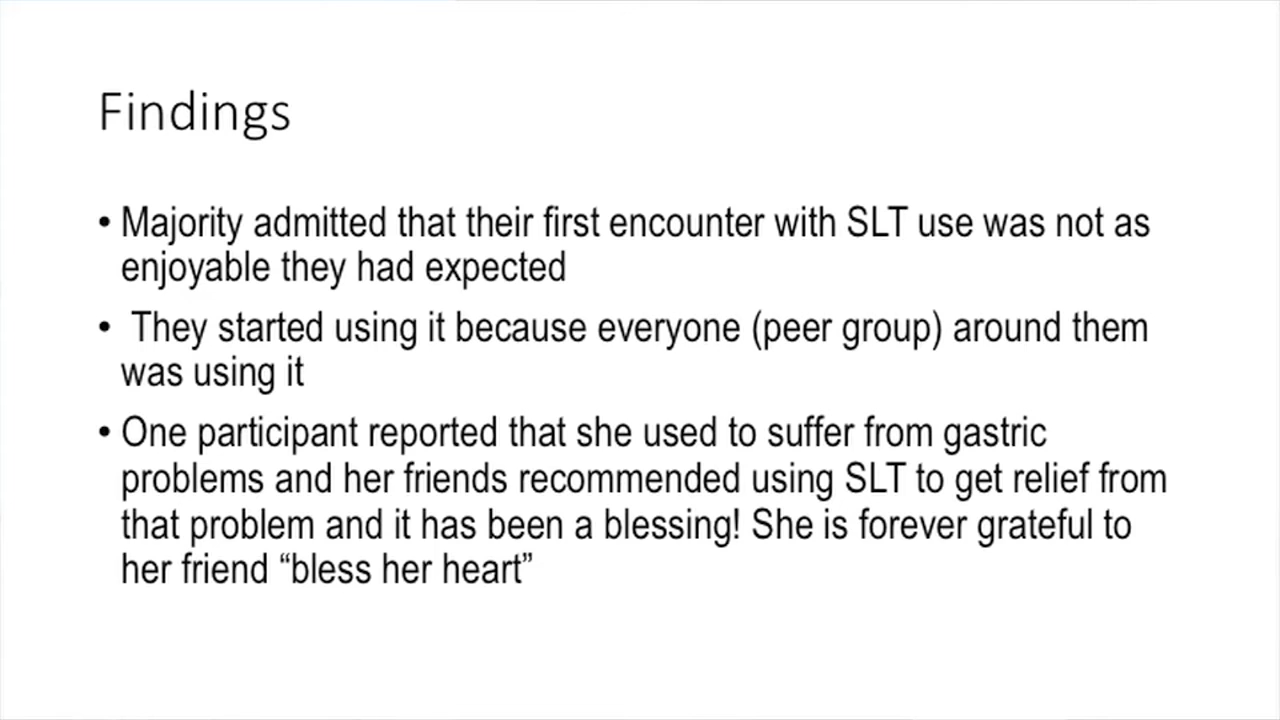 Findings
• Majority admitted that their first encounter with SLT use was not as
enjoyable they had expected
• They started using it because everyone (peer group) around them
was using it
• One participant reported that she used to suffer from gastric
problems and her friends recommended using SLT to get relief from
that problem and it has been a blessing! She is forever grateful to
her friend “bless her heart”